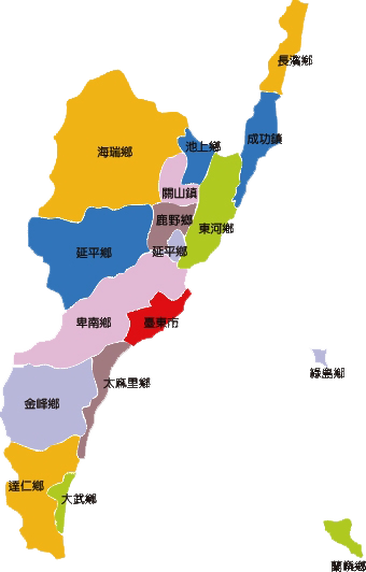 長濱鄉
成功鎮
池上鄉
海瑞鄉
關山鎮
鹿野鄉
東河鄉
延平鄉
延平鄉
卑南鄉
臺東市
綠島鄉
太麻里鄉
金峰鄉
達仁鄉
大武鄉
蘭嶼鄉